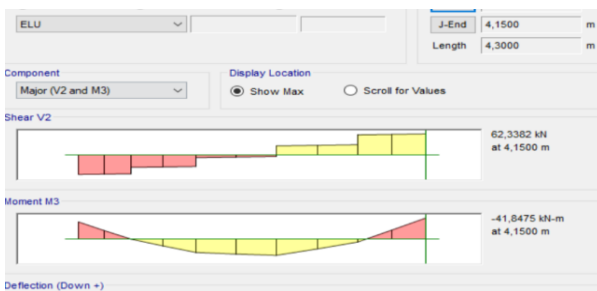 ELU
J-End 4,1500 m
Length 4,3000 m
Component
Display Location
Major (V2 and M3)
Show Max
Scroll for Values
Shear V2
62,3382 kN
at 4,1500 m
Moment M3
-41,8475 kN-m
at 4,1500 m
Deflection (Down +)